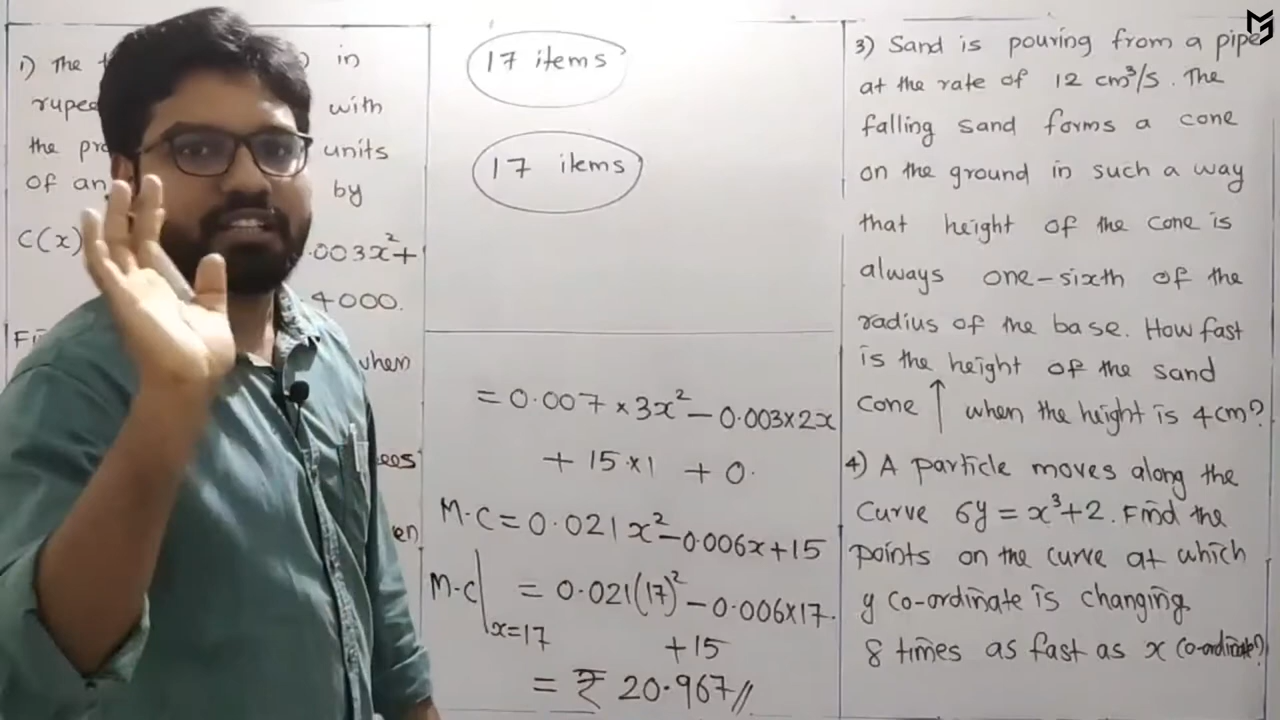 1) The in
rupe with
the pr units
of an by
C(x) .003x²+
4000.
when
ees
en
17 items
17 items
= 0.007 × 3x² − 0.003×2x
+ 15×1 + 0.
M.C = 0.021x² − 0.006x + 15
M.C|x=17 = 0.021(17)² − 0.006×17.
+15
= ₹ 20.967//
3) Sand is pouring from a pipe
at the rate of 12 cm³/s. The
falling sand forms a cone
on the ground in such a way
that height of the cone is
always one-sixth of the
radius of the base. How fast
is the height of the sand
cone ↑ when the height is 4cm?
4) A particle moves along the
curve 6y = x³+2. Find the
points on the curve at which
y co-ordinate is changing
8 times as fast as x co-ordinate?